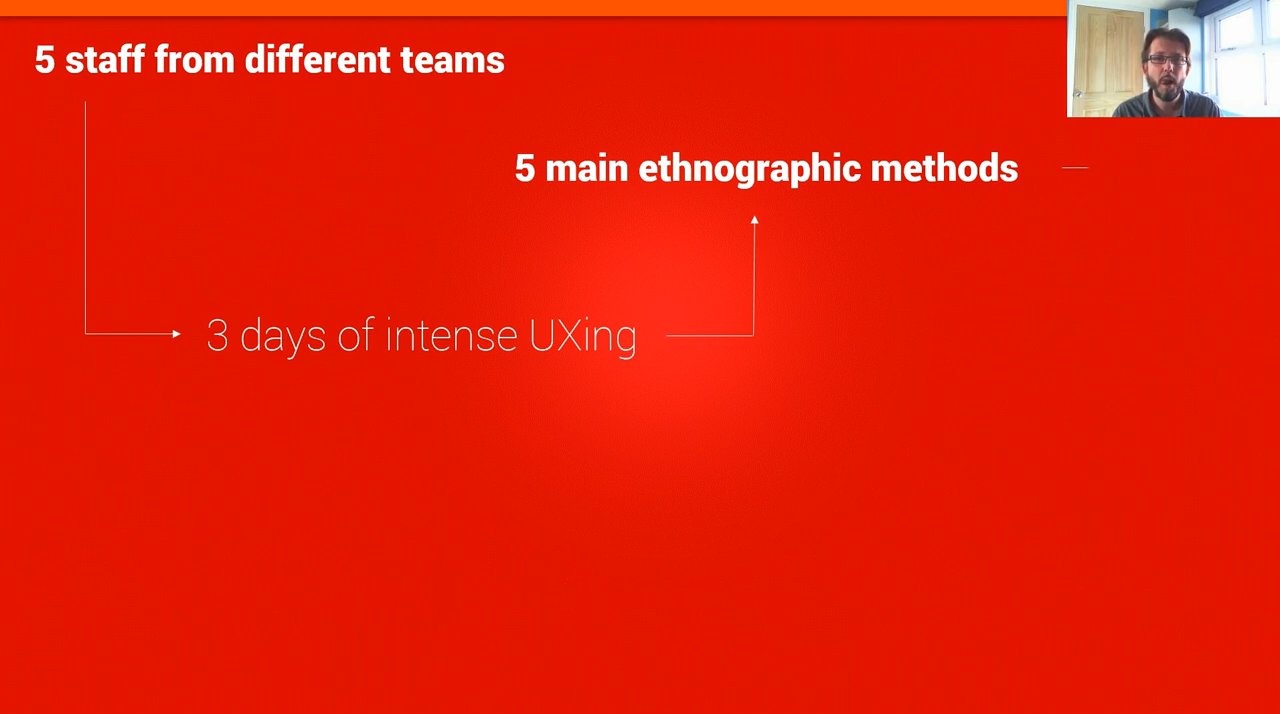 5 staff from different teams
5 main ethnographic methods
3 days of intense UXing